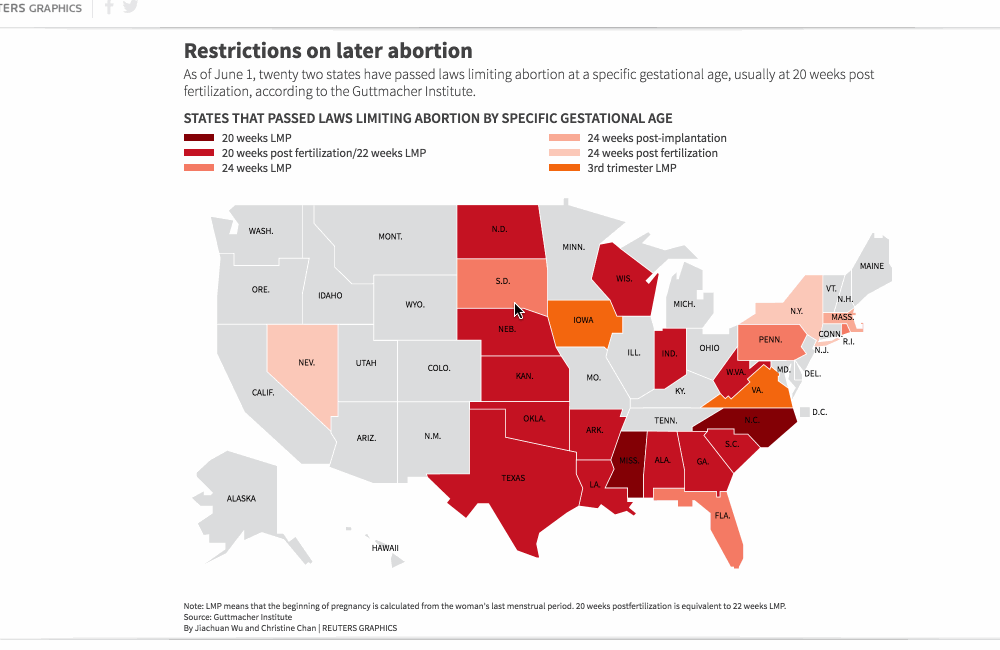 TERS GRAPHICS
Restrictions on later abortion
As of June 1, twenty two states have passed laws limiting abortion at a specific gestational age, usually at 20 weeks post
fertilization, according to the Guttmacher Institute.
STATES THAT PASSED LAWS LIMITING ABORTION BY SPECIFIC GESTATIONAL AGE
20 weeks LMP
20 weeks post fertilization/22 weeks LMP
24 weeks LMP
24 weeks post-implantation
24 weeks post fertilization
3rd trimester LMP
WASH.
MONT.
N.D.
MINN.
MAINE
ORE.
IDAHO
WYO.
S.D.
WIS.
MICH.
VT.
N.H.
N.Y.
MASS.
NEB.
IOWA
CONN.
R.I.
PENN.
N.J.
NEV.
UTAH
COLO.
KAN.
MO.
ILL.
IND.
OHIO
W.VA.
MD.
DEL.
CALIF.
KY.
VA.
D.C.
ARIZ.
N.M.
OKLA.
ARK.
TENN.
N.C.
S.C.
TEXAS
LA.
MISS.
ALA.
GA.
FLA.
ALASKA
HAWAII
Note: LMP means that the beginning of pregnancy is calculated from the woman's last menstrual period. 20 weeks postfertilization is equivalent to 22 weeks LMP.
Source: Guttmacher Institute
By Jiachuan Wu and Christine Chan | REUTERS GRAPHICS